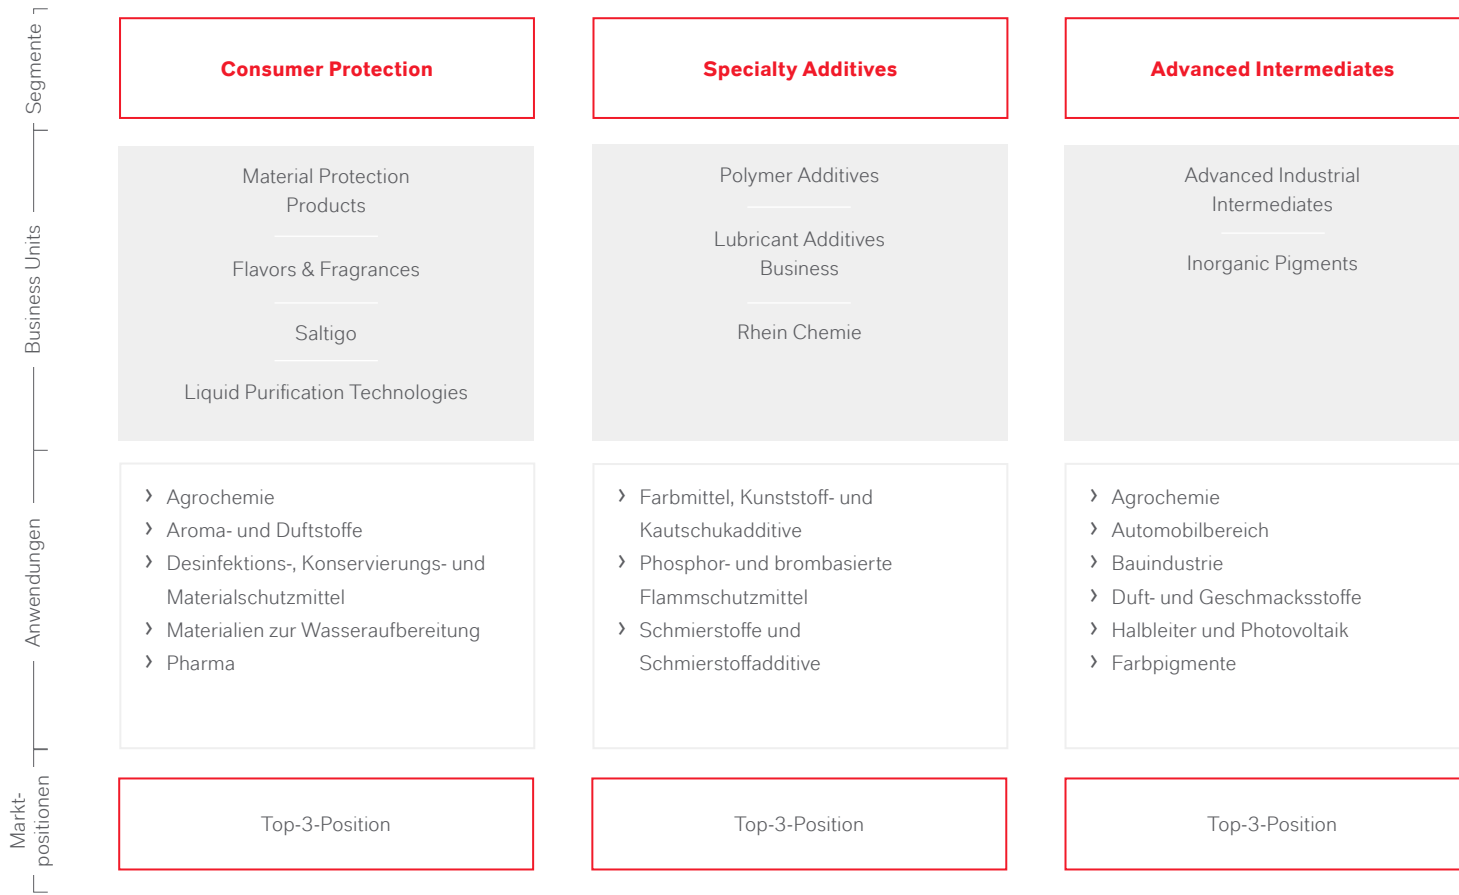 Segmente
Consumer Protection
Specialty Additives
Advanced Intermediates
Business Units
Material Protection
Products
Flavors & Fragrances
Saltigo
Liquid Purification Technologies
Polymer Additives
Lubricant Additives
Business
Rhein Chemie
Advanced Industrial
Intermediates
Inorganic Pigments
Anwendungen
› Agrochemie
› Aroma- und Duftstoffe
› Desinfektions-, Konservierungs- und
Materialschutzmittel
› Materialien zur Wasseraufbereitung
› Pharma
› Farbmittel, Kunststoff- und
Kautschukadditive
› Phosphor- und brombasierte
Flammschutzmittel
› Schmierstoffe und
Schmierstoffadditive
› Agrochemie
› Automobilbereich
› Bauindustrie
› Duft- und Geschmacksstoffe
› Halbleiter und Photovoltaik
› Farbpigmente
Markt-
positionen
Top-3-Position
Top-3-Position
Top-3-Position